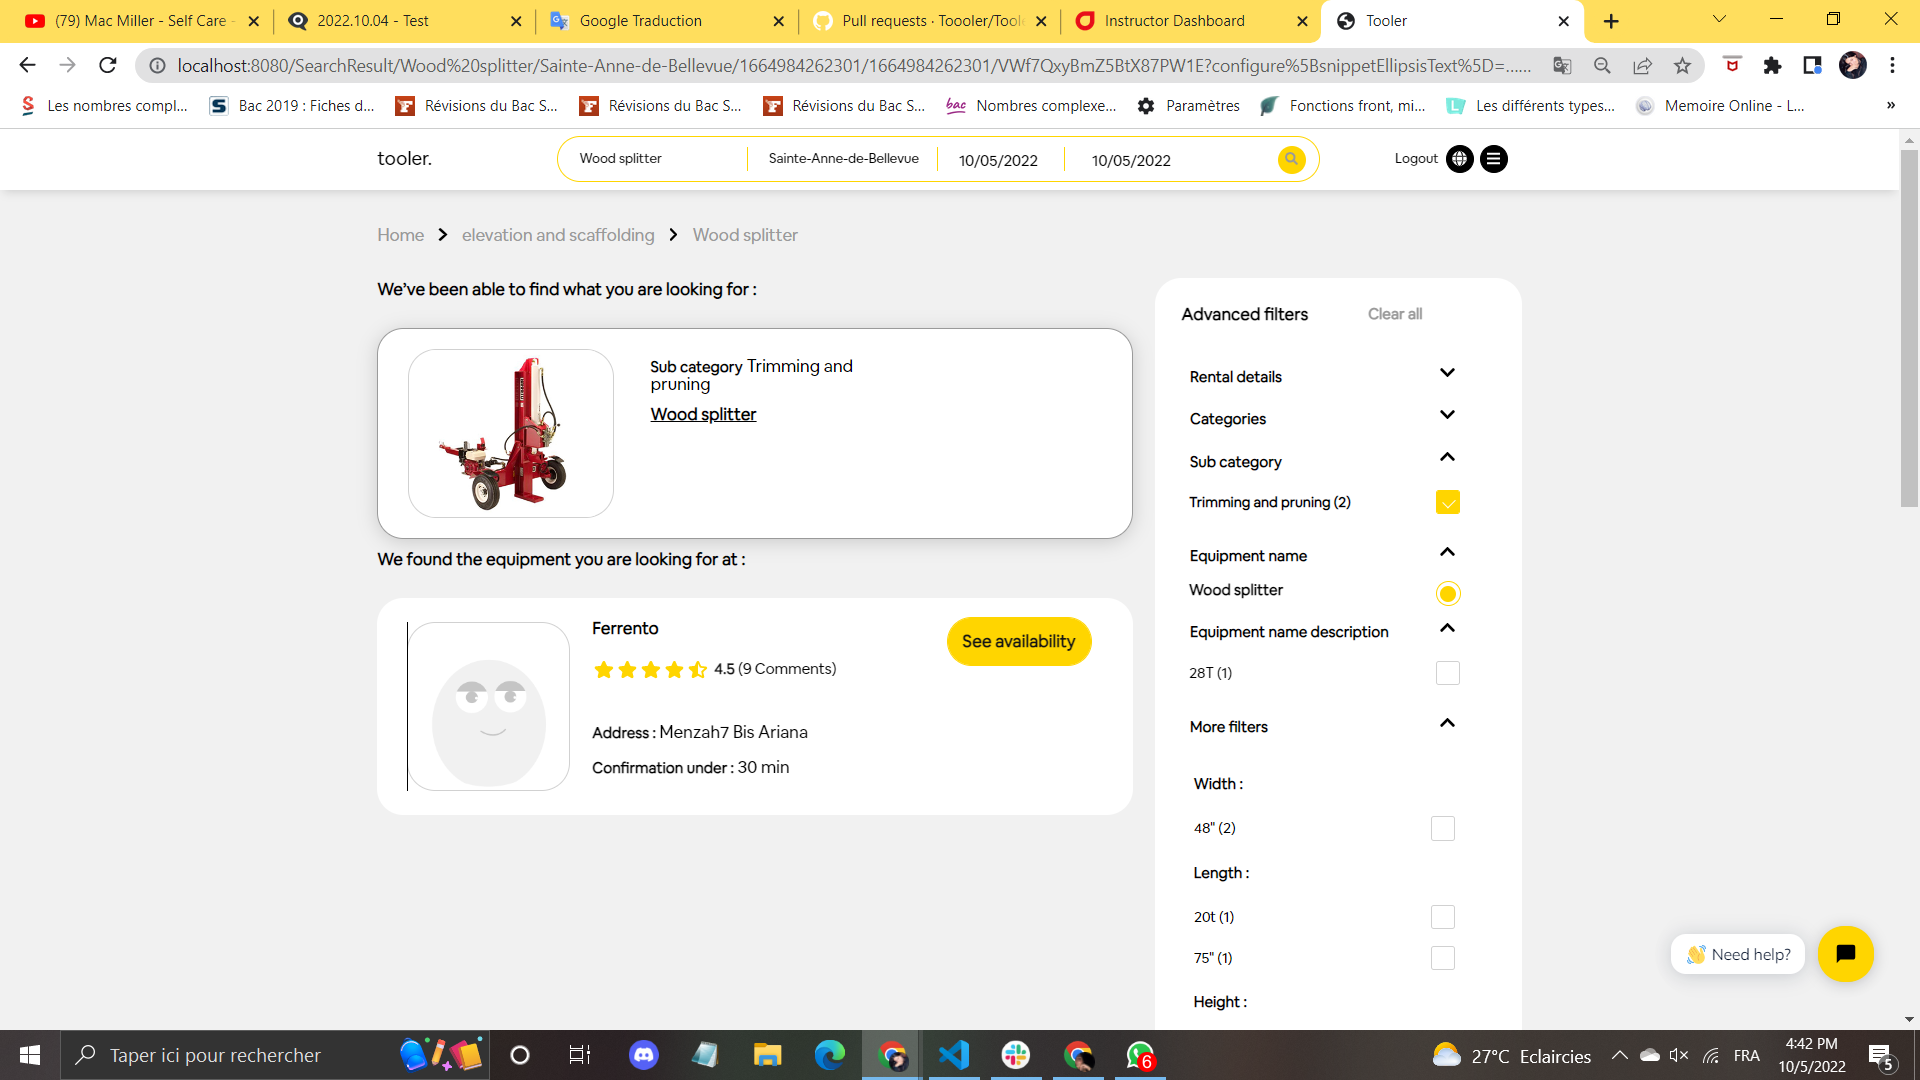 (79) Mac Miller - Self Care -
2022.10.04 - Test
Google Traduction
Pull requests · Toooler/Toole
Instructor Dashboard
Tooler
localhost:8080/SearchResult/Wood%20splitter/Sainte-Anne-de-Bellevue/1664984262301/1664984262301/VWf7QxyBmZ5BtX87PW1E?configure%5BsnippetEllipsisText%5D=...…
Les nombres compl...
Bac 2019 : Fiches d...
Révisions du Bac S...
Révisions du Bac S...
Révisions du Bac S...
bac
Nombres complexe...
Paramètres
Fonctions front, mi...
Les différents types...
Memoire Online - L...
»
tooler.
Wood splitter
Sainte-Anne-de-Bellevue
10/05/2022
10/05/2022
Logout
Home
elevation and scaffolding
Wood splitter
We've been able to find what you are looking for :
Sub category Trimming and
pruning
Wood splitter
We found the equipment you are looking for at :
Ferrento
See availability
4.5 (9 Comments)
Address : Menzah7 Bis Ariana
Confirmation under : 30 min
Advanced filters
Clear all
Rental details
Categories
Sub category
Trimming and pruning (2)
Equipment name
Wood splitter
Equipment name description
28T (1)
More filters
Width :
48" (2)
Length :
20t (1)
75" (1)
Height :
👋 Need help?
Taper ici pour rechercher
6
27°C Eclaircies
FRA
4:42 PM
10/5/2022
5